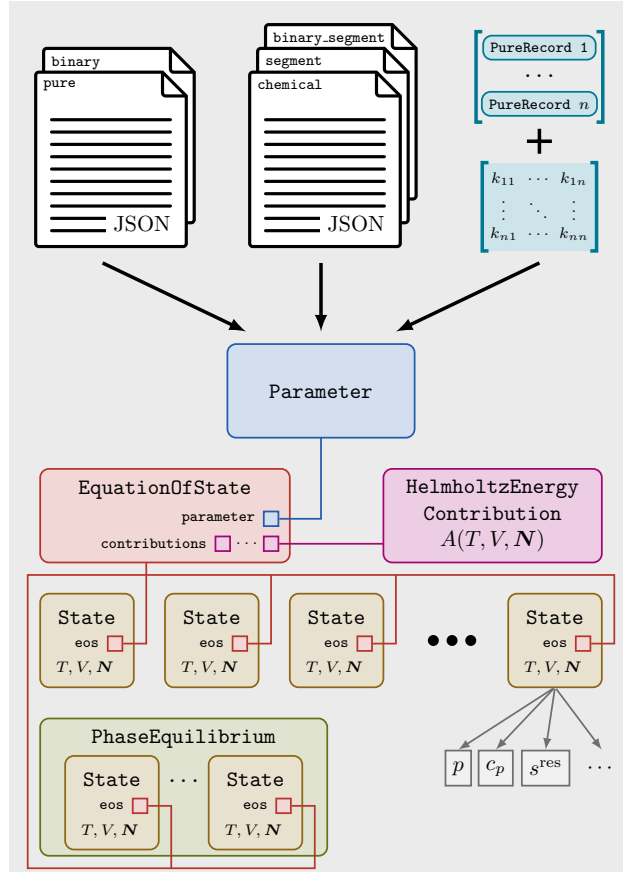 binary
pure
JSON
binary_segment
segment
chemical
JSON
PureRecord 1
...
PureRecord n
+
k11 ... k1n
⋮ ⋱ ⋮
kn1 ... knn
Parameter
EquationOfState
parameter
contributions ...
HelmholtzEnergy
Contribution
A(T, V, N)
State
eos
T, V, N
State
eos
T, V, N
State
eos
T, V, N
State
eos
T, V, N
PhaseEquilibrium
State
eos
T, V, N
...
State
eos
T, V, N
p
cp
s^res
...